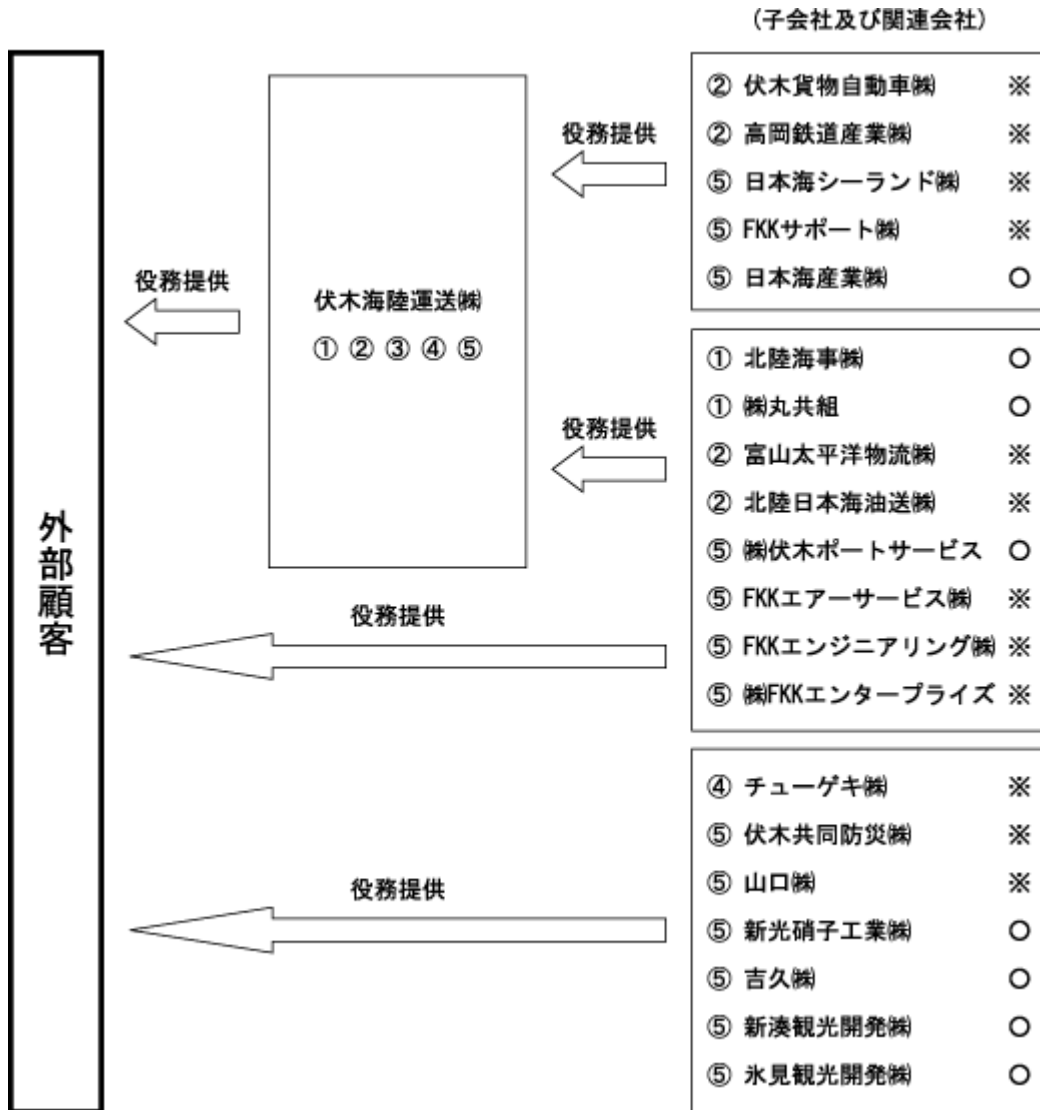 (子会社及び関連会社)
② 伏木貨物自動車㈱ ※
② 高岡鉄道産業㈱ ※
⑤ 日本海シーランド㈱ ※
⑤ FKKサポート㈱ ※
⑤ 日本海産業㈱ ○
役務提供
役務提供
伏木海陸運送㈱
① ② ③ ④ ⑤
① 北陸海事㈱ ○
① ㈱丸共組 ○
② 富山太平洋物流㈱ ※
② 北陸日本海油送㈱ ※
⑤ ㈱伏木ポートサービス ○
⑤ FKKエアーサービス㈱ ※
⑤ FKKエンジニアリング㈱ ※
⑤ ㈱FKKエンタープライズ ※
役務提供
役務提供
外部顧客
④ チューゲキ㈱ ※
⑤ 伏木共同防災㈱ ※
⑤ 山口㈱ ※
⑤ 新光硝子工業㈱ ○
⑤ 吉久㈱ ○
⑤ 新湊観光開発㈱ ○
⑤ 氷見観光開発㈱ ○
役務提供